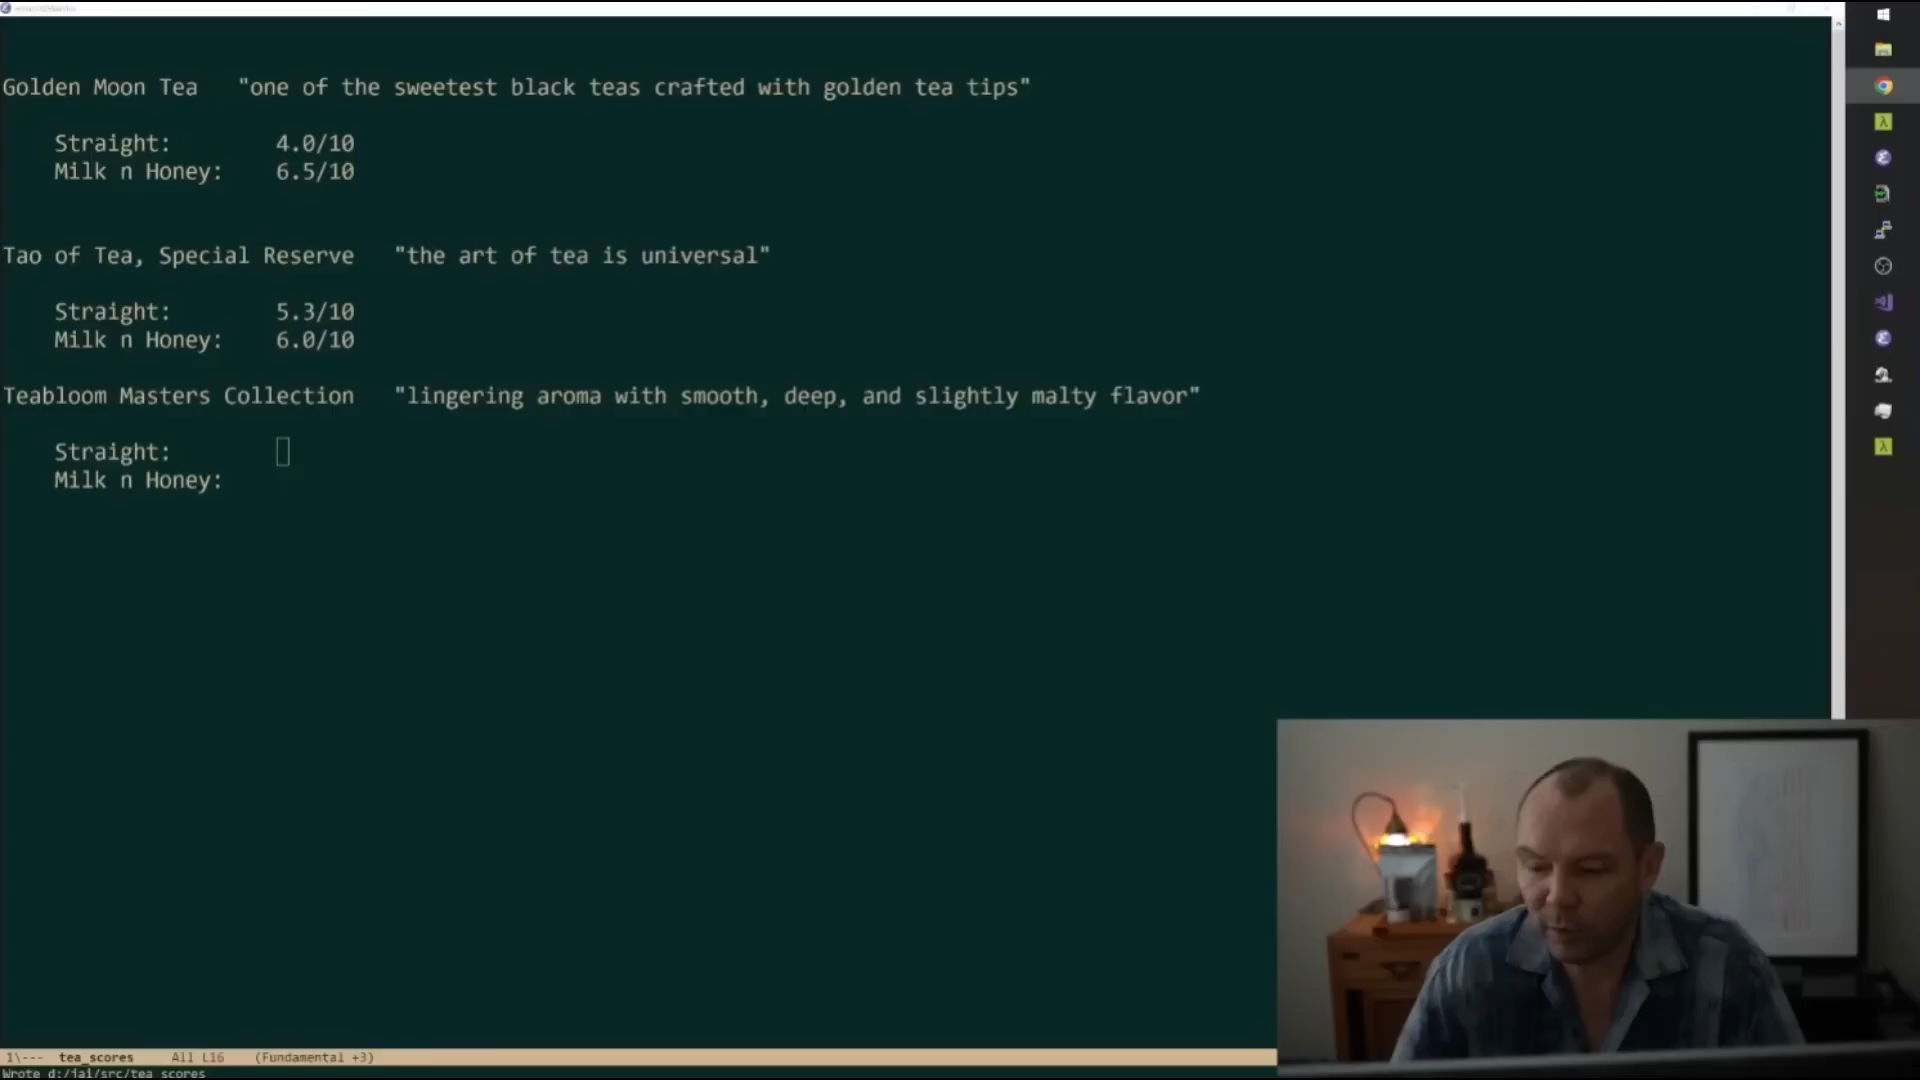 Golden Moon Tea "one of the sweetest black teas crafted with golden tea tips"
Straight: 4.0/10
Milk n Honey: 6.5/10
Tao of Tea, Special Reserve "the art of tea is universal"
Straight: 5.3/10
Milk n Honey: 6.0/10
Teabloom Masters Collection "lingering aroma with smooth, deep, and slightly malty flavor"
Straight:
Milk n Honey:
1\--- tea_scores All L16 (Fundamental +3)
Wrote d:/jai/src/tea_scores